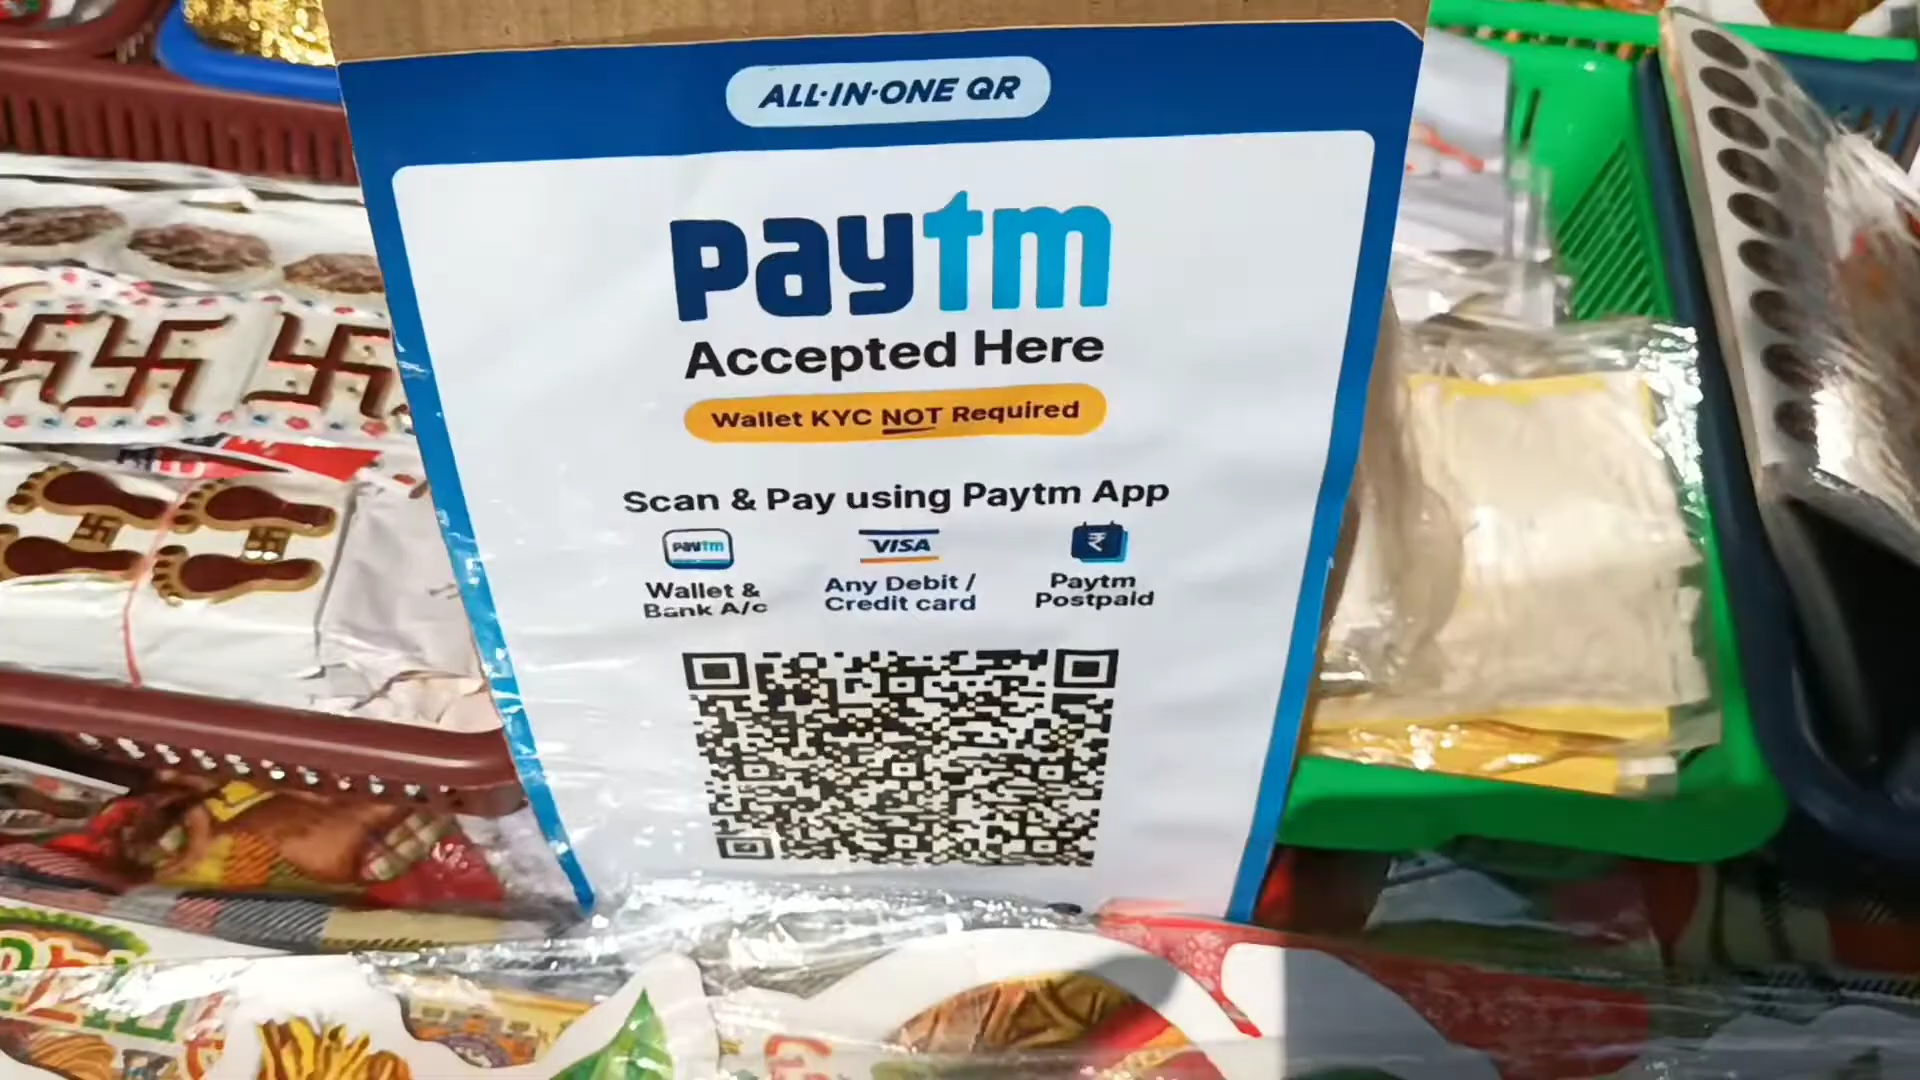 ALL·IN·ONE QR
paytm
Accepted Here
Wallet KYC NOT Required
Scan & Pay using Paytm App
paytm
VISA
₹
Wallet &
Bank A/c
Any Debit /
Credit card
Paytm
Postpaid